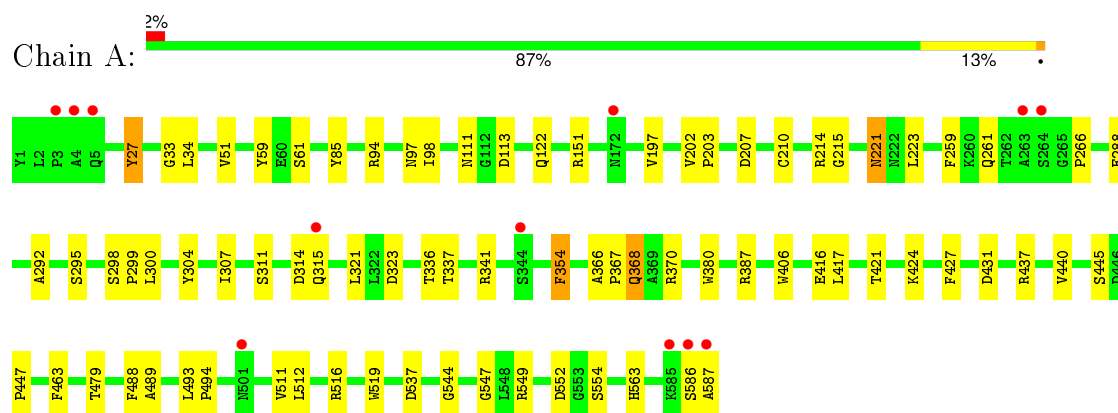 2%
Chain A:
87% 13% •
Y1 L2 P3 A4 Q5 Y27 G33 L34 V51 Y59 E60 S61 Y85 R94 N97 I98 N111 G112 D113 Q122 R151 N172 V197 V202 P203 D207 C210 R214 G215 N221 N222 L223 F259 K260 Q261 T262 A263 S264 G265 P266
A292 S295 S298 P299 L300 Y304 I307 S311 D314 Q315 L321 L322 D323 T336 T337 R341 S344 F354 A366 P367 Q368 A369 R370 W380 R387 W406 E416 L417 T421 K424 F427 D431 R437 V440 S445
P447 F463 T479 F488 A489 L493 P494 N501 V511 L512 R516 W519 D537 G544 G547 L548 R549 D552 G553 S554 H563 K585 S586 A587